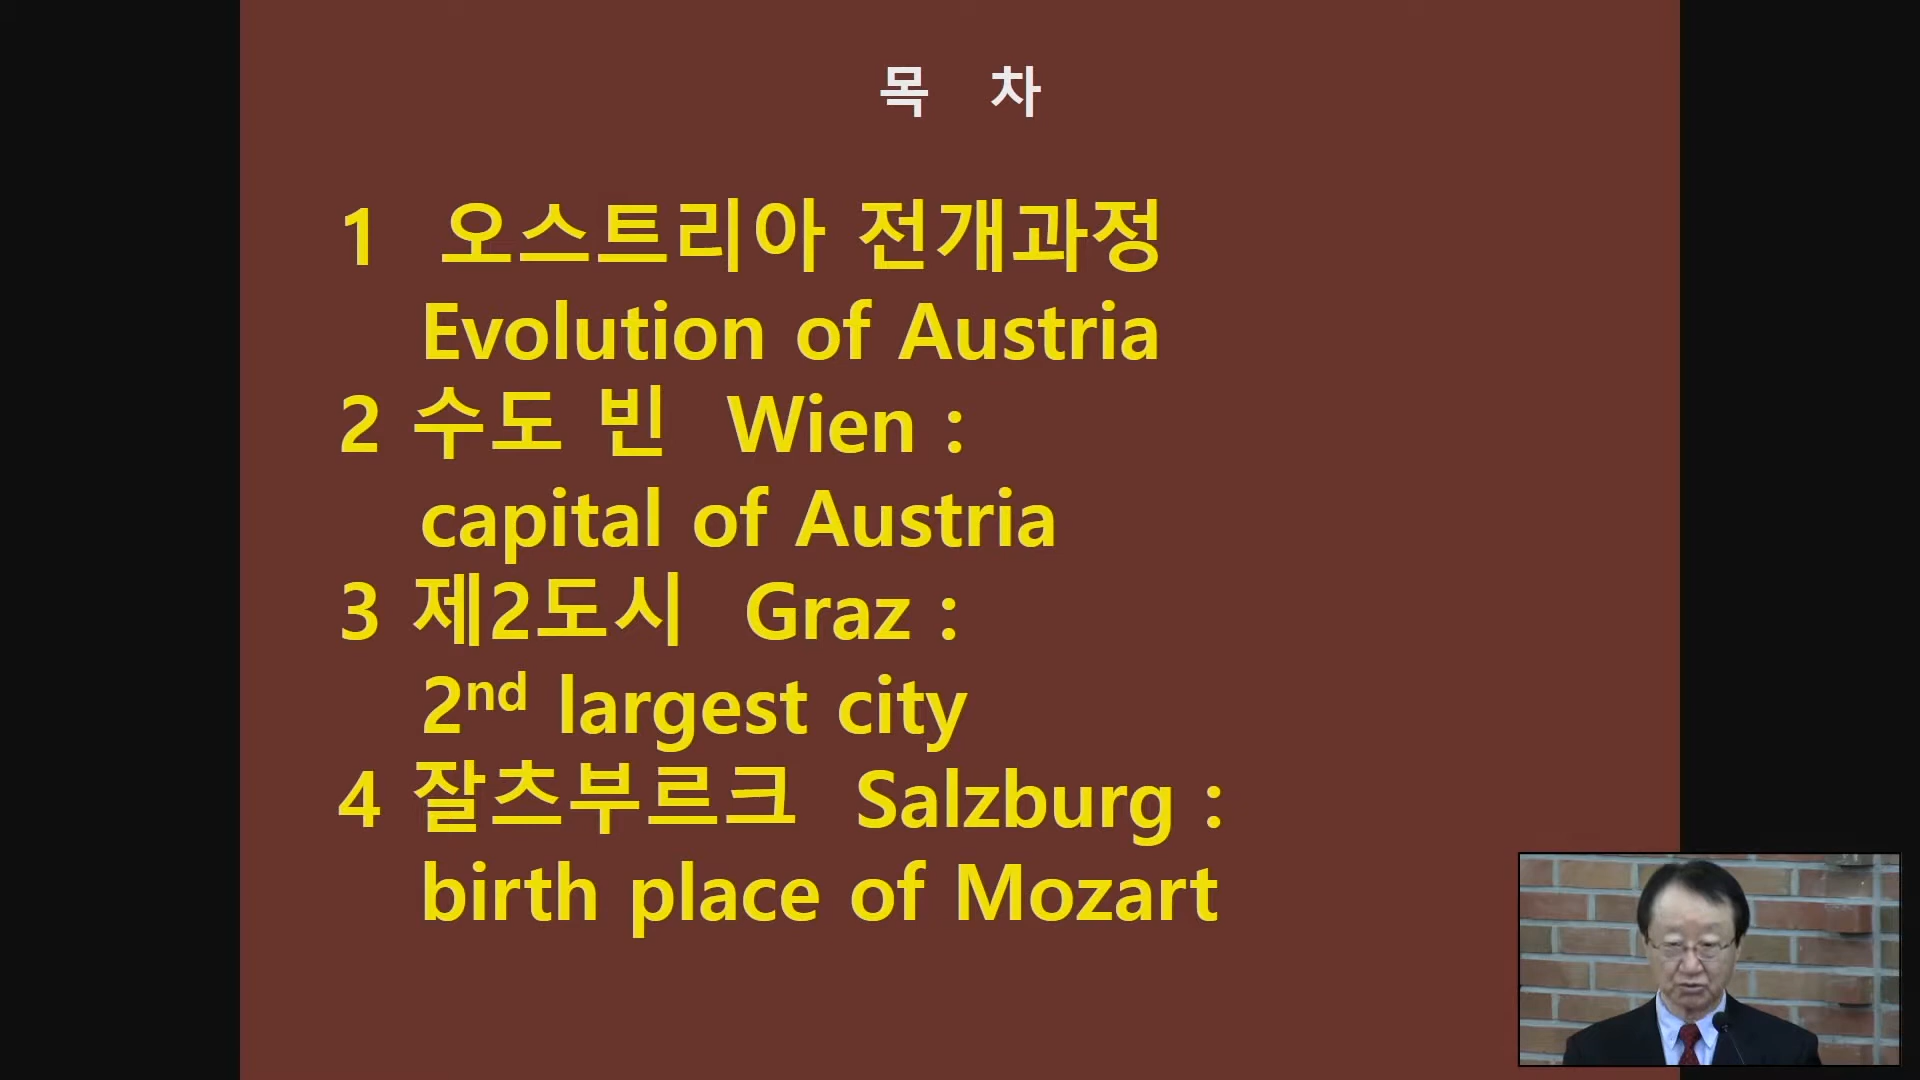 목 차
1 오스트리아 전개과정
Evolution of Austria
2 수도 빈 Wien :
capital of Austria
3 제2도시 Graz :
2nd largest city
4 잘츠부르크 Salzburg :
birth place of Mozart